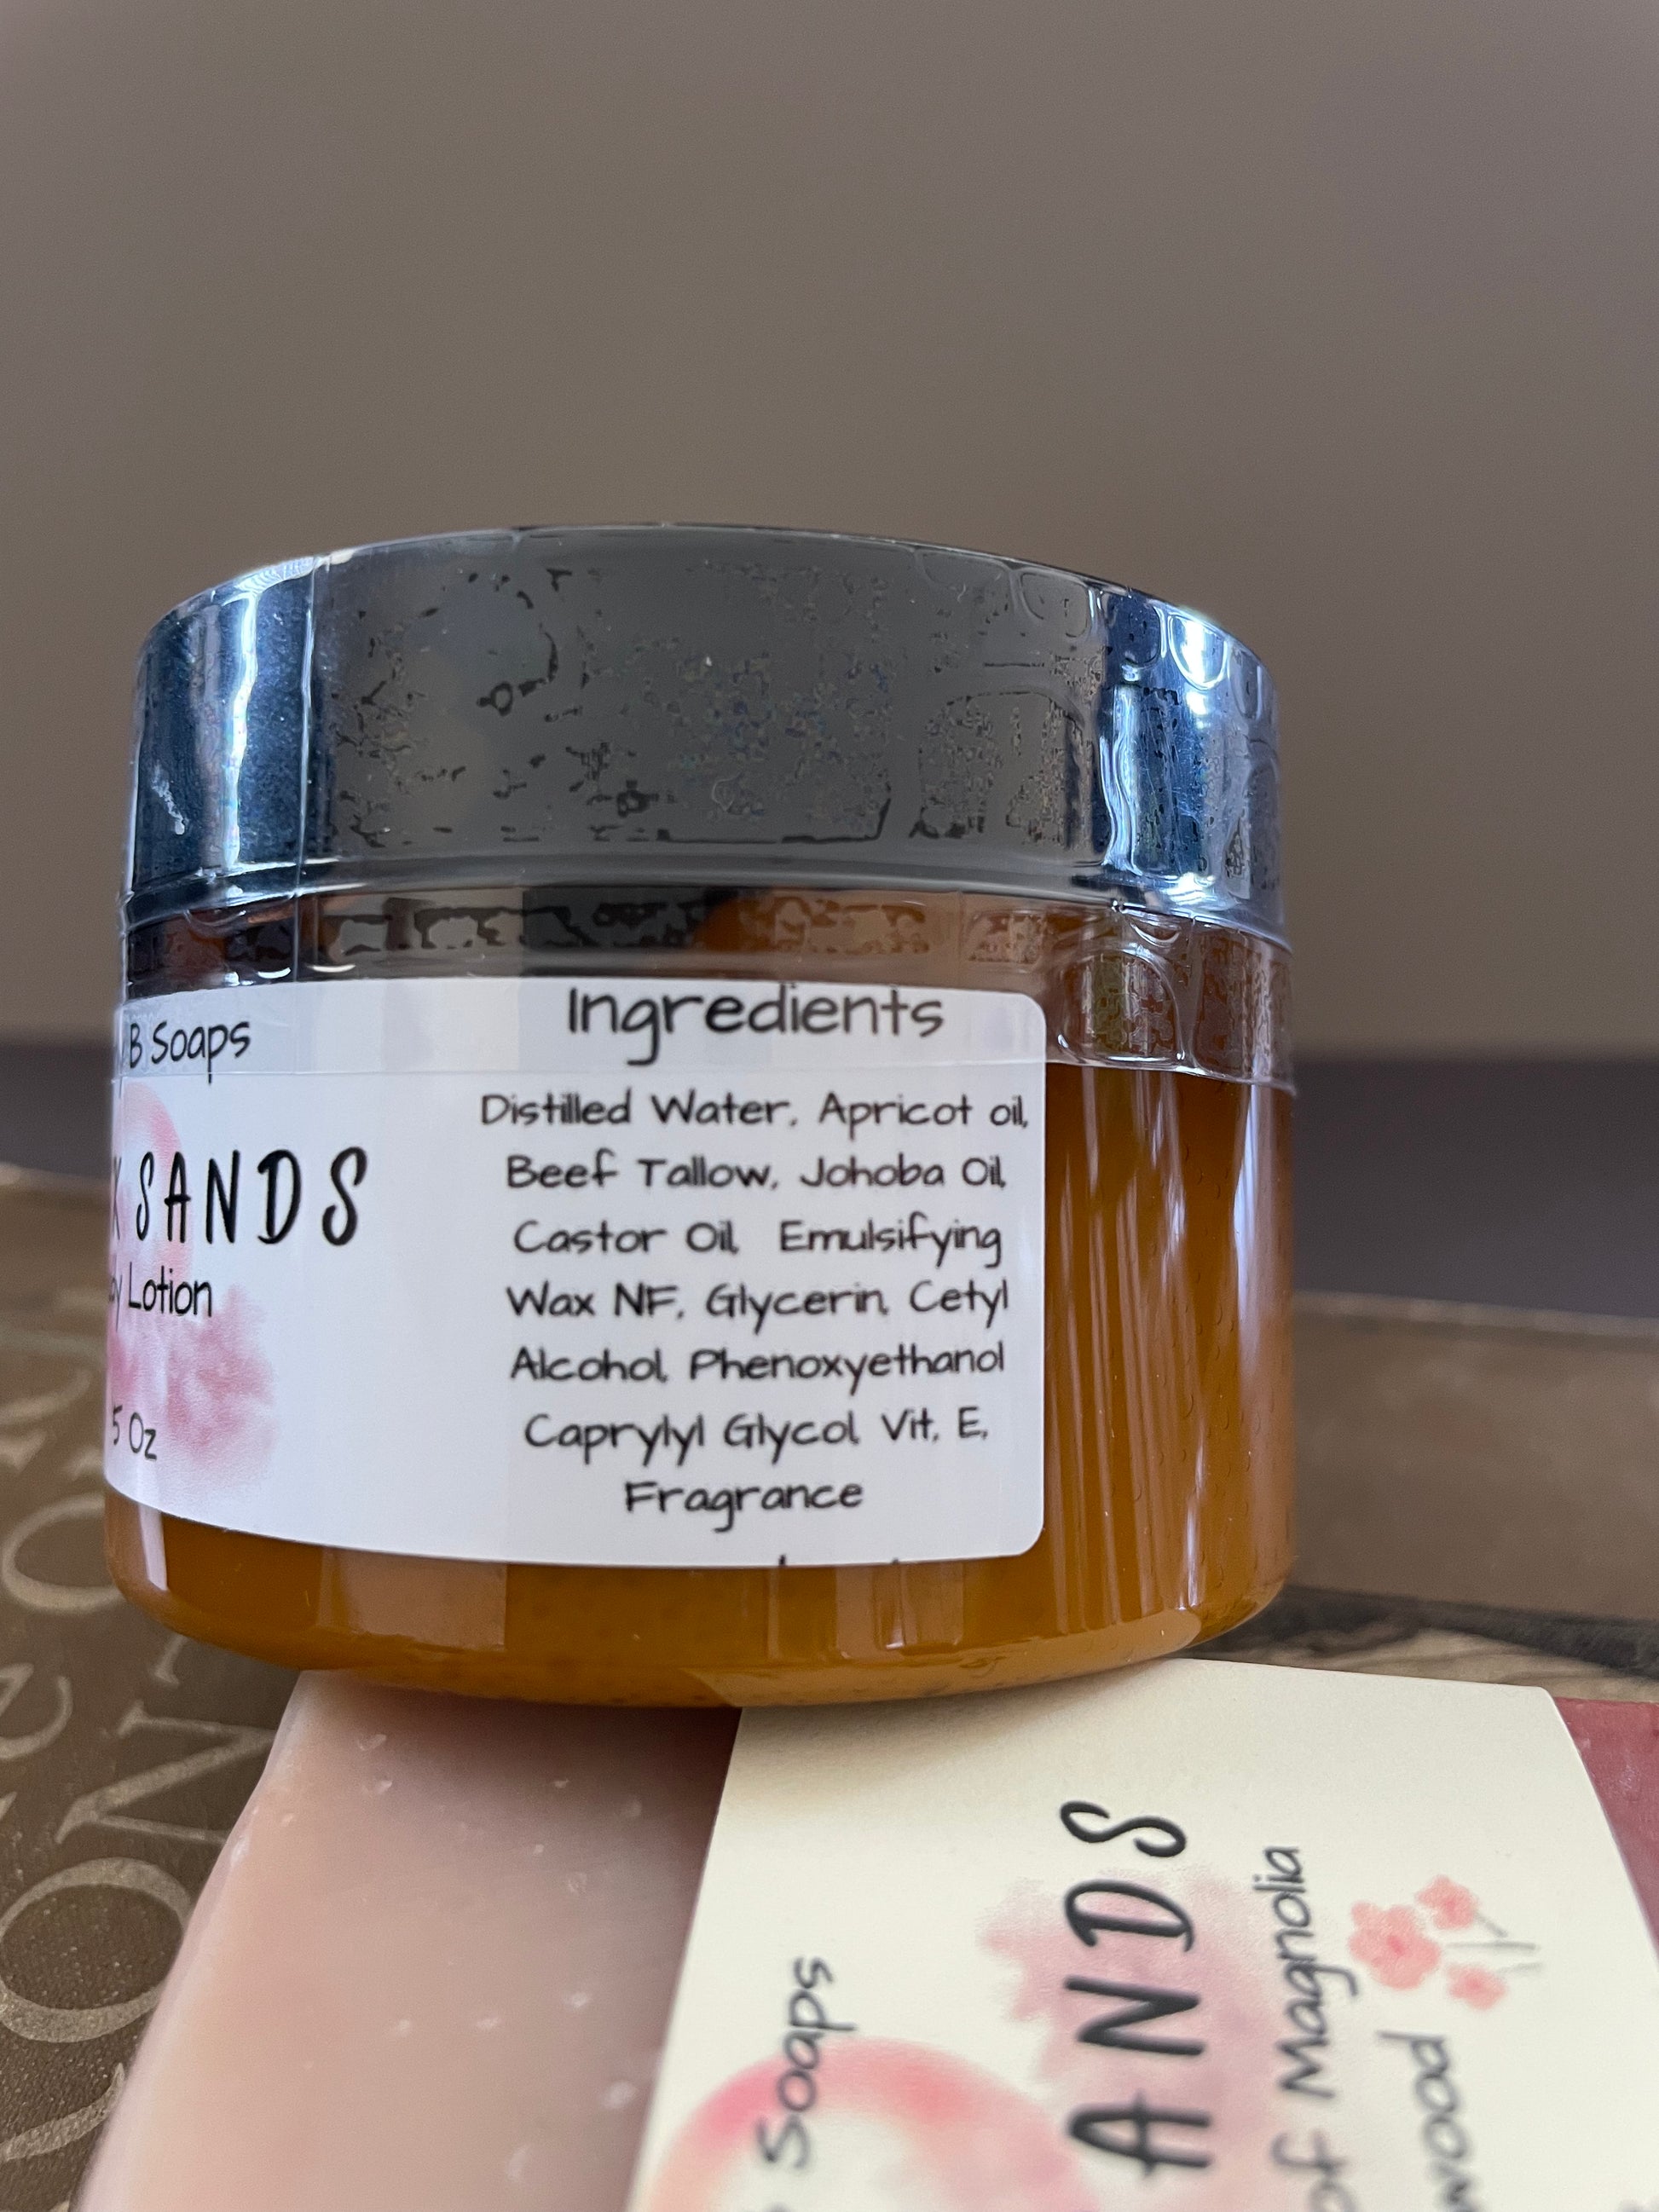 B Soaps
SANDS
Lotion
5 Oz
Ingredients
Distilled Water, Apricot oil,
Beef Tallow, Johoba Oil,
Castor Oil, Emulsifying
Wax NF, Glycerin, Cetyl
Alcohol, Phenoxyethanol
Caprylyl Glycol, Vit. E,
Fragrance
Soaps
ANDS
of Magnolia